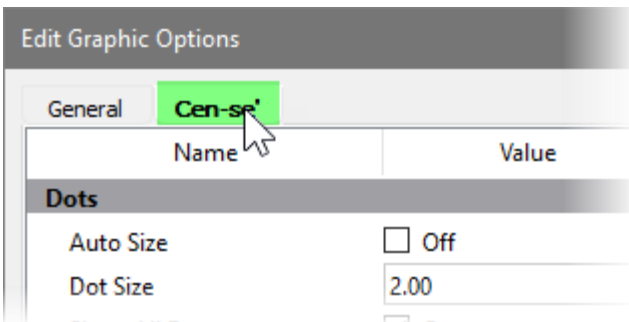 Edit Graphic Options
General Cen-se'
Name Value
Dots
Auto Size Off
Dot Size 2.00